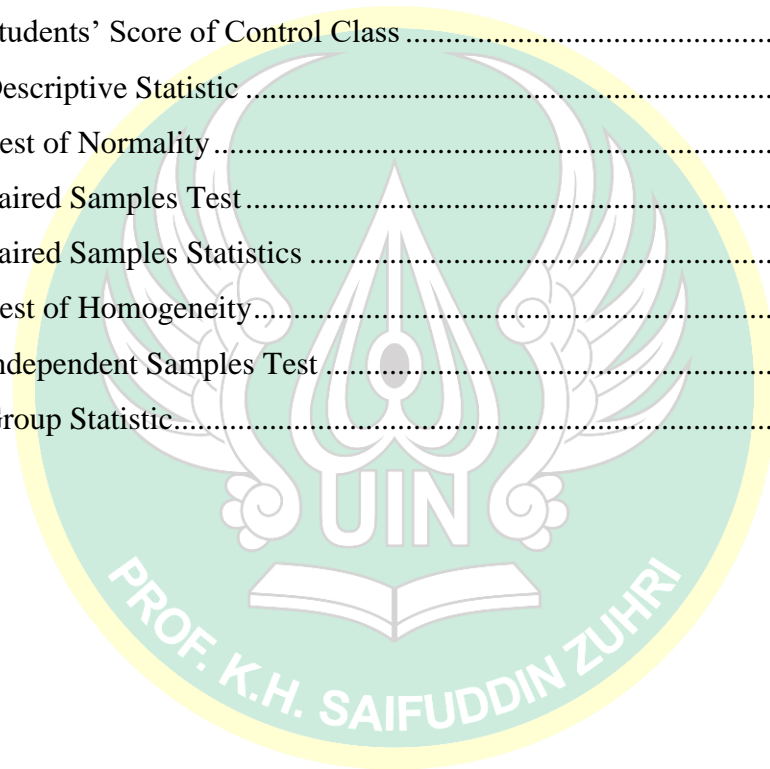 tudents’ Score of Control Class ................................................
Descriptive Statistic ....................................................................
est of Normality ........................................................................
aired Samples Test ....................................................................
aired Samples Statistics ............................................................
est of Homogeneity...................................................................
ndependent Samples Test .........................................................
Group Statistic...........................................................................
UIN
PROF. K.H. SAIFUDDIN ZUHRI